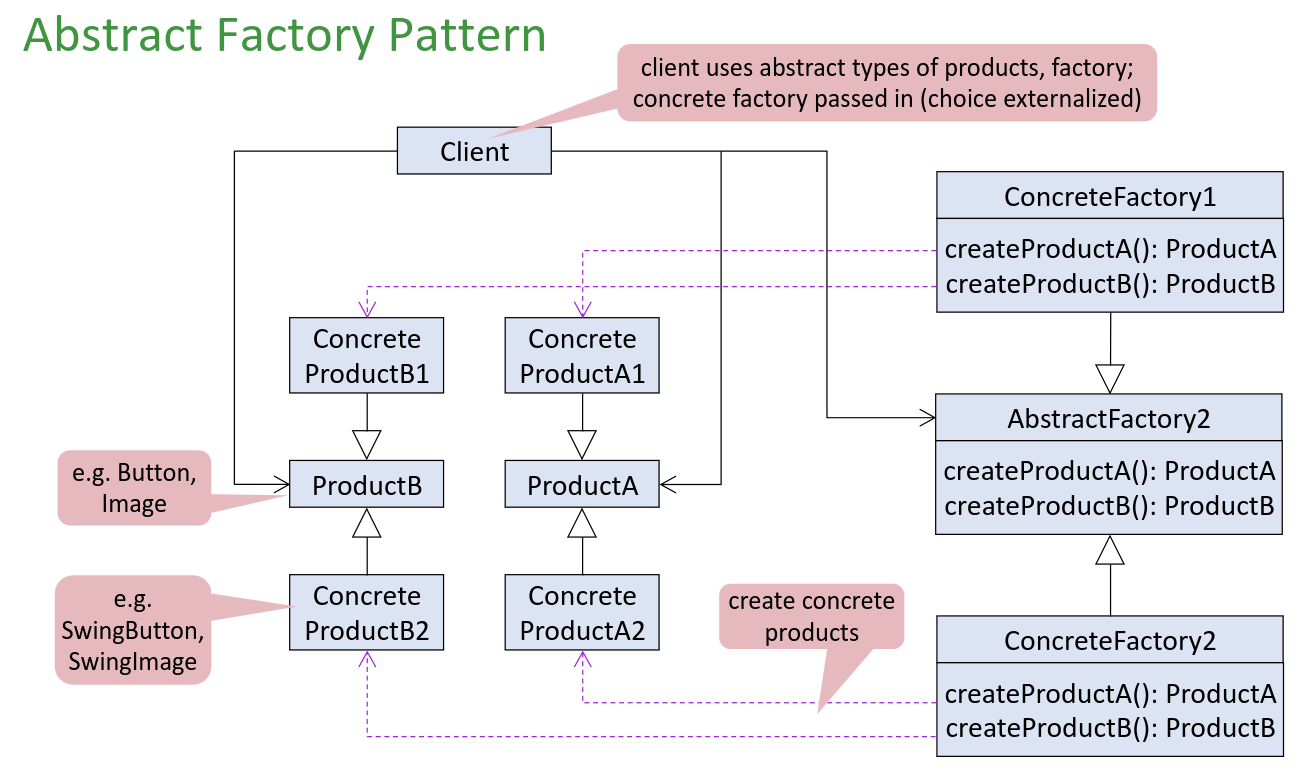 Abstract Factory Pattern
client uses abstract types of products, factory;
concrete factory passed in (choice externalized)
Client
ConcreteFactory1
createProductA(): ProductA
createProductB(): ProductB
Concrete
ProductB1
Concrete
ProductA1
AbstractFactory2
createProductA(): ProductA
createProductB(): ProductB
e.g. Button,
Image
ProductB
ProductA
e.g.
SwingButton,
SwingImage
Concrete
ProductB2
Concrete
ProductA2
create concrete
products
ConcreteFactory2
createProductA(): ProductA
createProductB(): ProductB